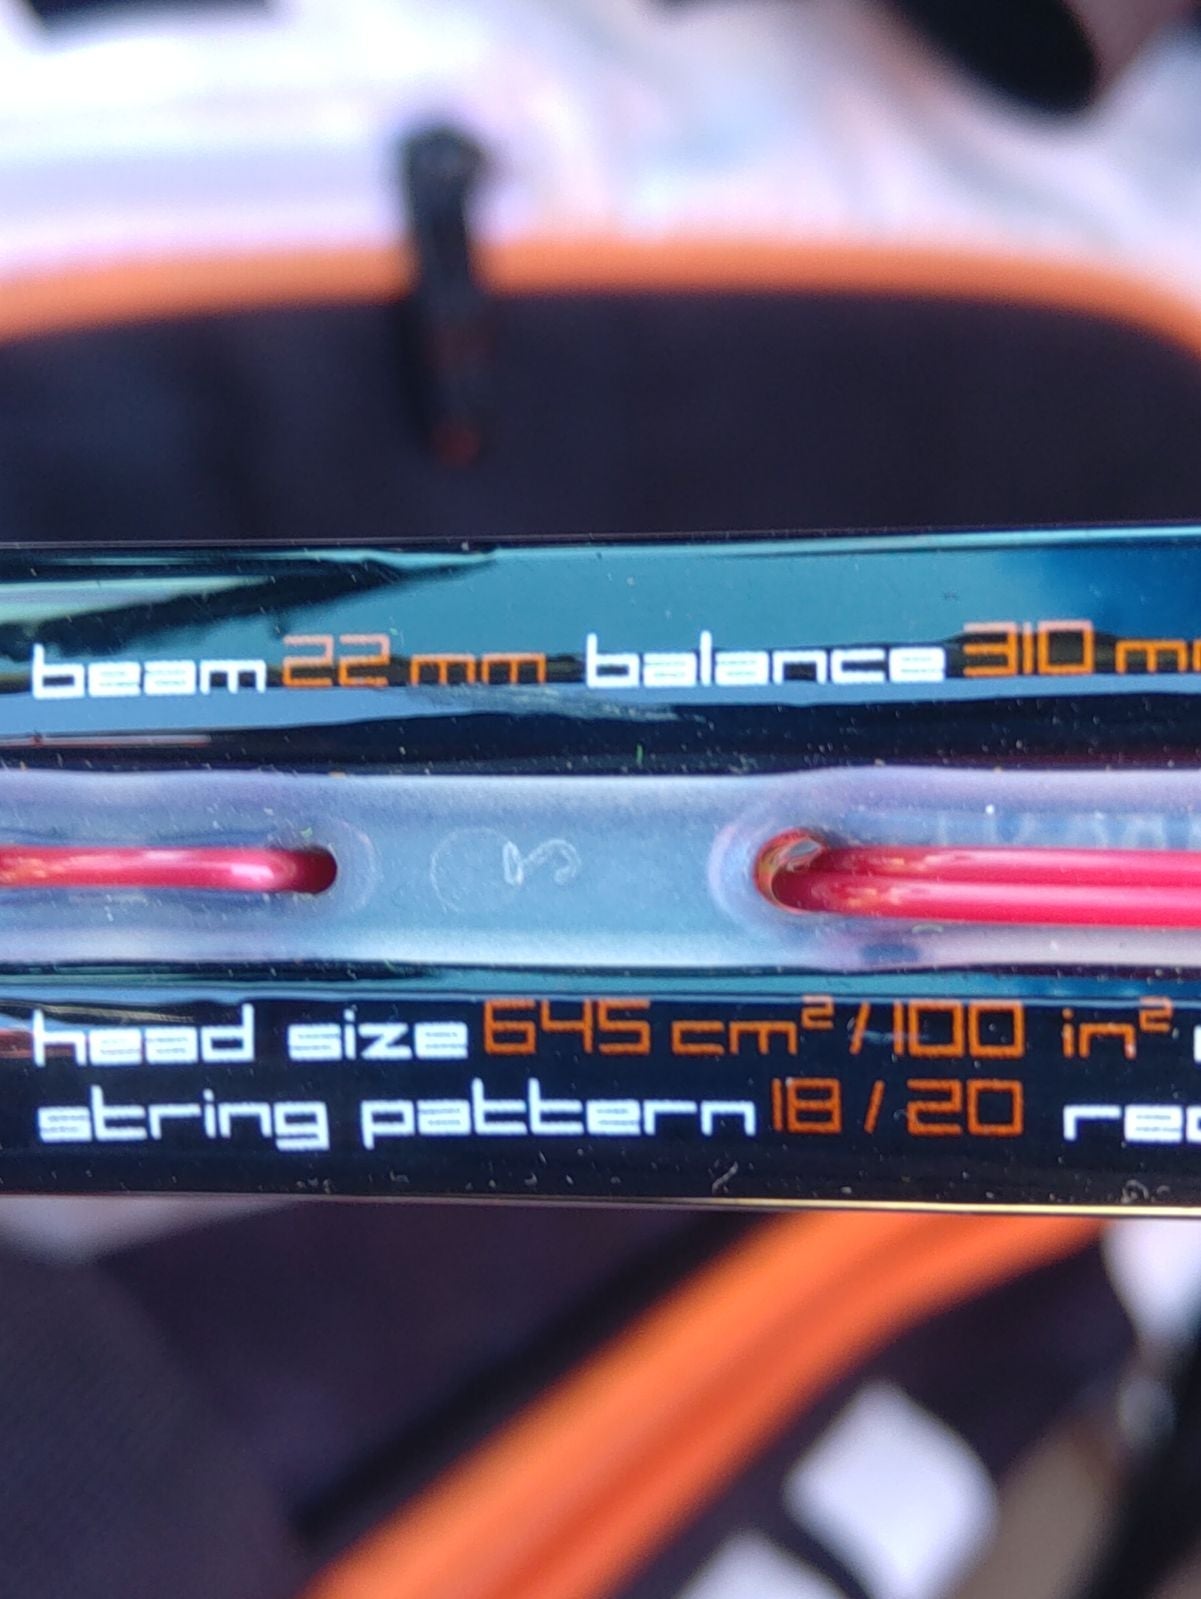 beam 22 mm balance 310 m
head size 645 cm² / 100 in²
string pattern 18 / 20